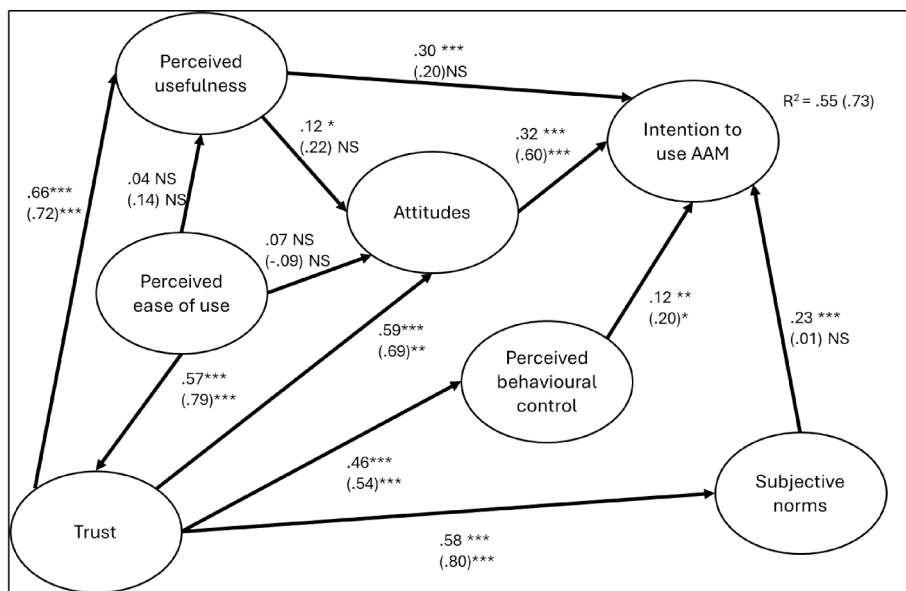 Perceived
usefulness
.30 ***
(.20)NS
R² = .55 (.73)
Intention to
use AAM
.12 *
(.22) NS
.32 ***
(.60)***
.66***
(.72)***
.04 NS
(.14) NS
Attitudes
.07 NS
(-.09) NS
Perceived
ease of use
.12 **
(.20)*
.23 ***
(.01) NS
.59***
(.69)**
Perceived
behavioural
control
.57***
(.79)***
.46***
(.54)***
Subjective
norms
Trust
.58 ***
(.80)***